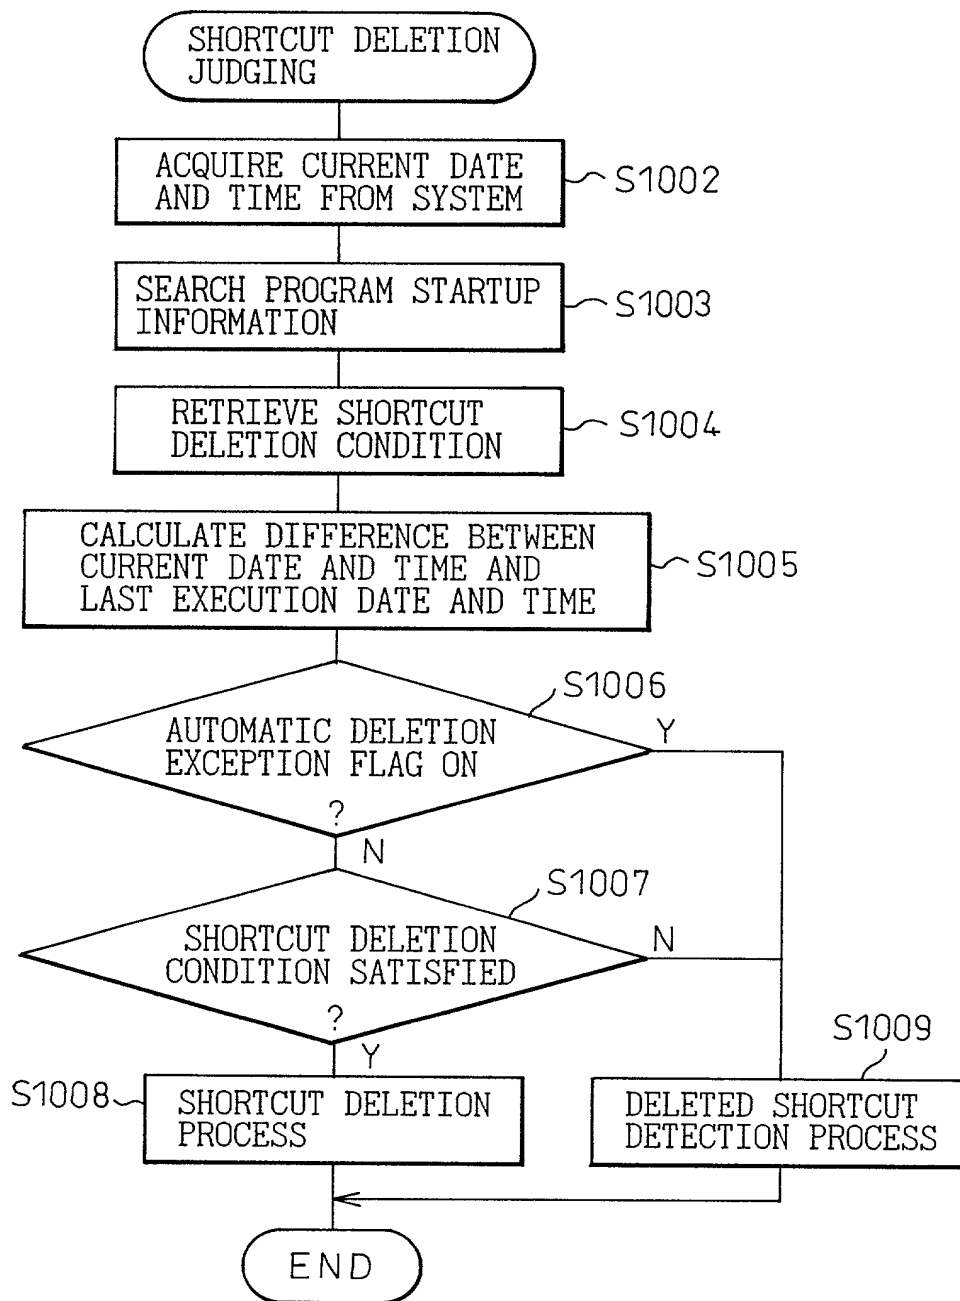 SHORTCUT DELETION
JUDGING
ACQUIRE CURRENT DATE
AND TIME FROM SYSTEM
S1002
SEARCH PROGRAM STARTUP
INFORMATION
S1003
RETRIEVE SHORTCUT
DELETION CONDITION
S1004
CALCULATE DIFFERENCE BETWEEN
CURRENT DATE AND TIME AND
LAST EXECUTION DATE AND TIME
S1005
S1006
AUTOMATIC DELETION
EXCEPTION FLAG ON
?
Y
N
S1007
SHORTCUT DELETION
CONDITION SATISFIED
?
N
Y
S1008
SHORTCUT DELETION
PROCESS
S1009
DELETED SHORTCUT
DETECTION PROCESS
END